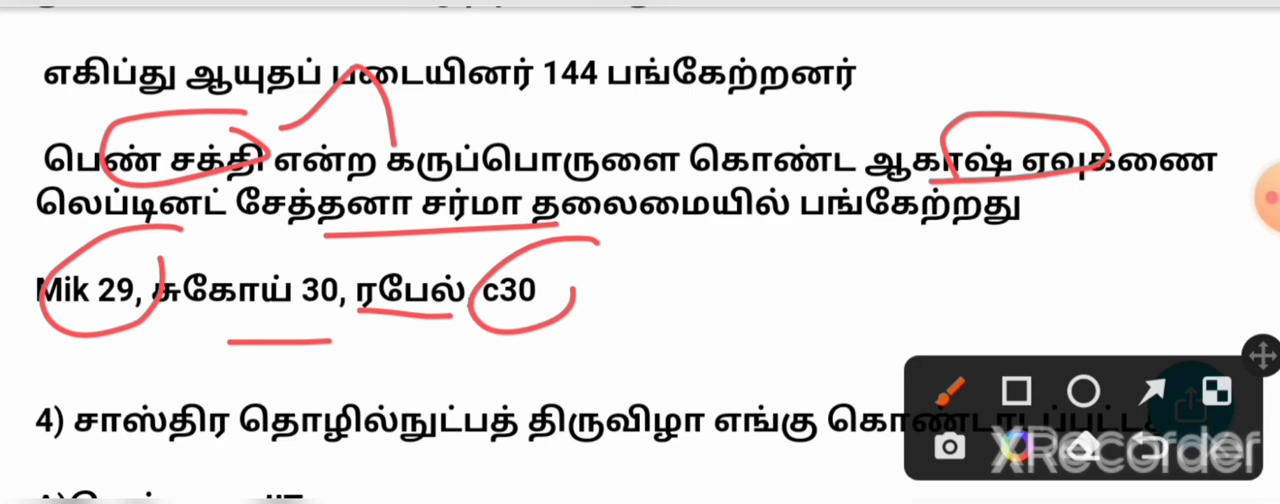 எகிப்து ஆயுதப் படையினர் 144 பங்கேற்றனர்
பெண் சக்தி என்ற கருப்பொருளை கொண்ட ஆகாஷ் ஏவுகணை
லெப்டினட் சேத்தனா சர்மா தலைமையில் பங்கேற்றது
Mik 29, சுகோய் 30, ரபேல், c30
4) சாஸ்திர தொழில்நுட்பத் திருவிழா எங்கு
XRecorder